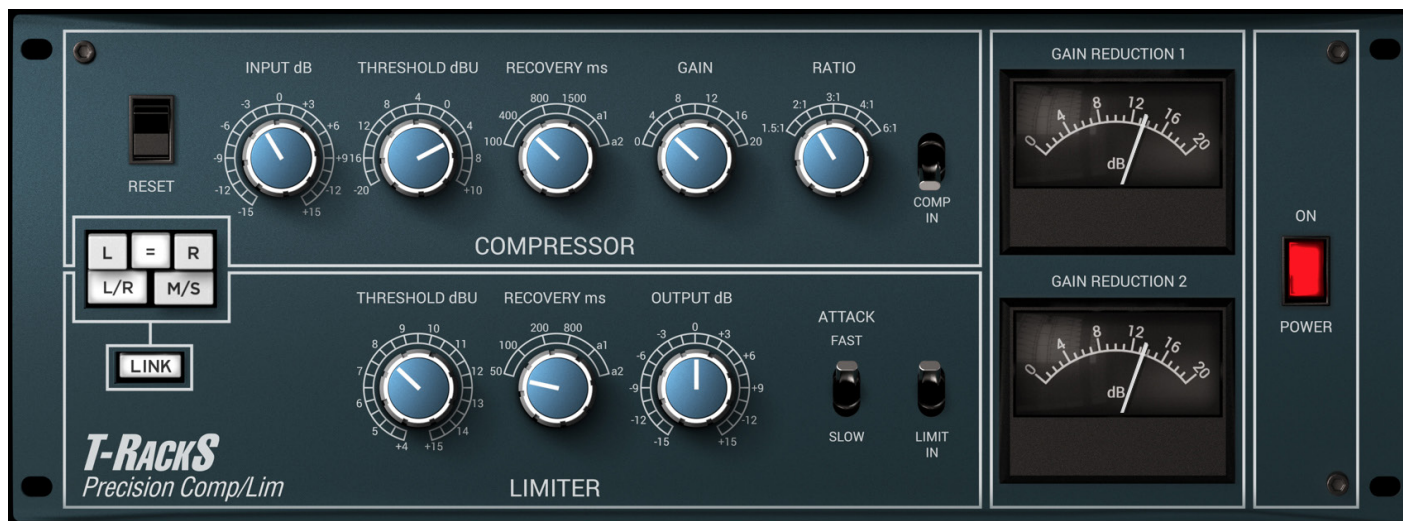 INPUT dB
-15
-12
-9
-6
-3
0
+3
+6
+9
-12
+15
THRESHOLD dBU
-20
16
12
8
4
0
4
8
+10
RECOVERY ms
100
400
800
1500
a1
a2
GAIN
0
4
8
12
16
20
RATIO
1.5:1
2:1
3:1
4:1
6:1
RESET
COMP
IN
COMPRESSOR
L
=
R
L/R
M/S
LINK
THRESHOLD dBU
+4
5
6
7
8
9
10
11
12
13
14
+15
RECOVERY ms
50
100
200
800
a1
a2
OUTPUT dB
-15
-12
-9
-6
-3
0
+3
+6
+9
-12
+15
ATTACK
FAST
SLOW
LIMIT
IN
LIMITER
T-RackS
Precision Comp/Lim
GAIN REDUCTION 1
0 4 8 12 16 20
dB
GAIN REDUCTION 2
0 4 8 12 16 20
dB
ON
POWER